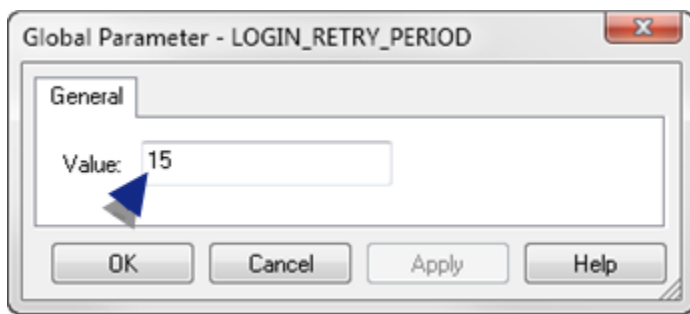 Global Parameter - LOGIN_RETRY_PERIOD
General
Value: 15
OK Cancel Apply Help